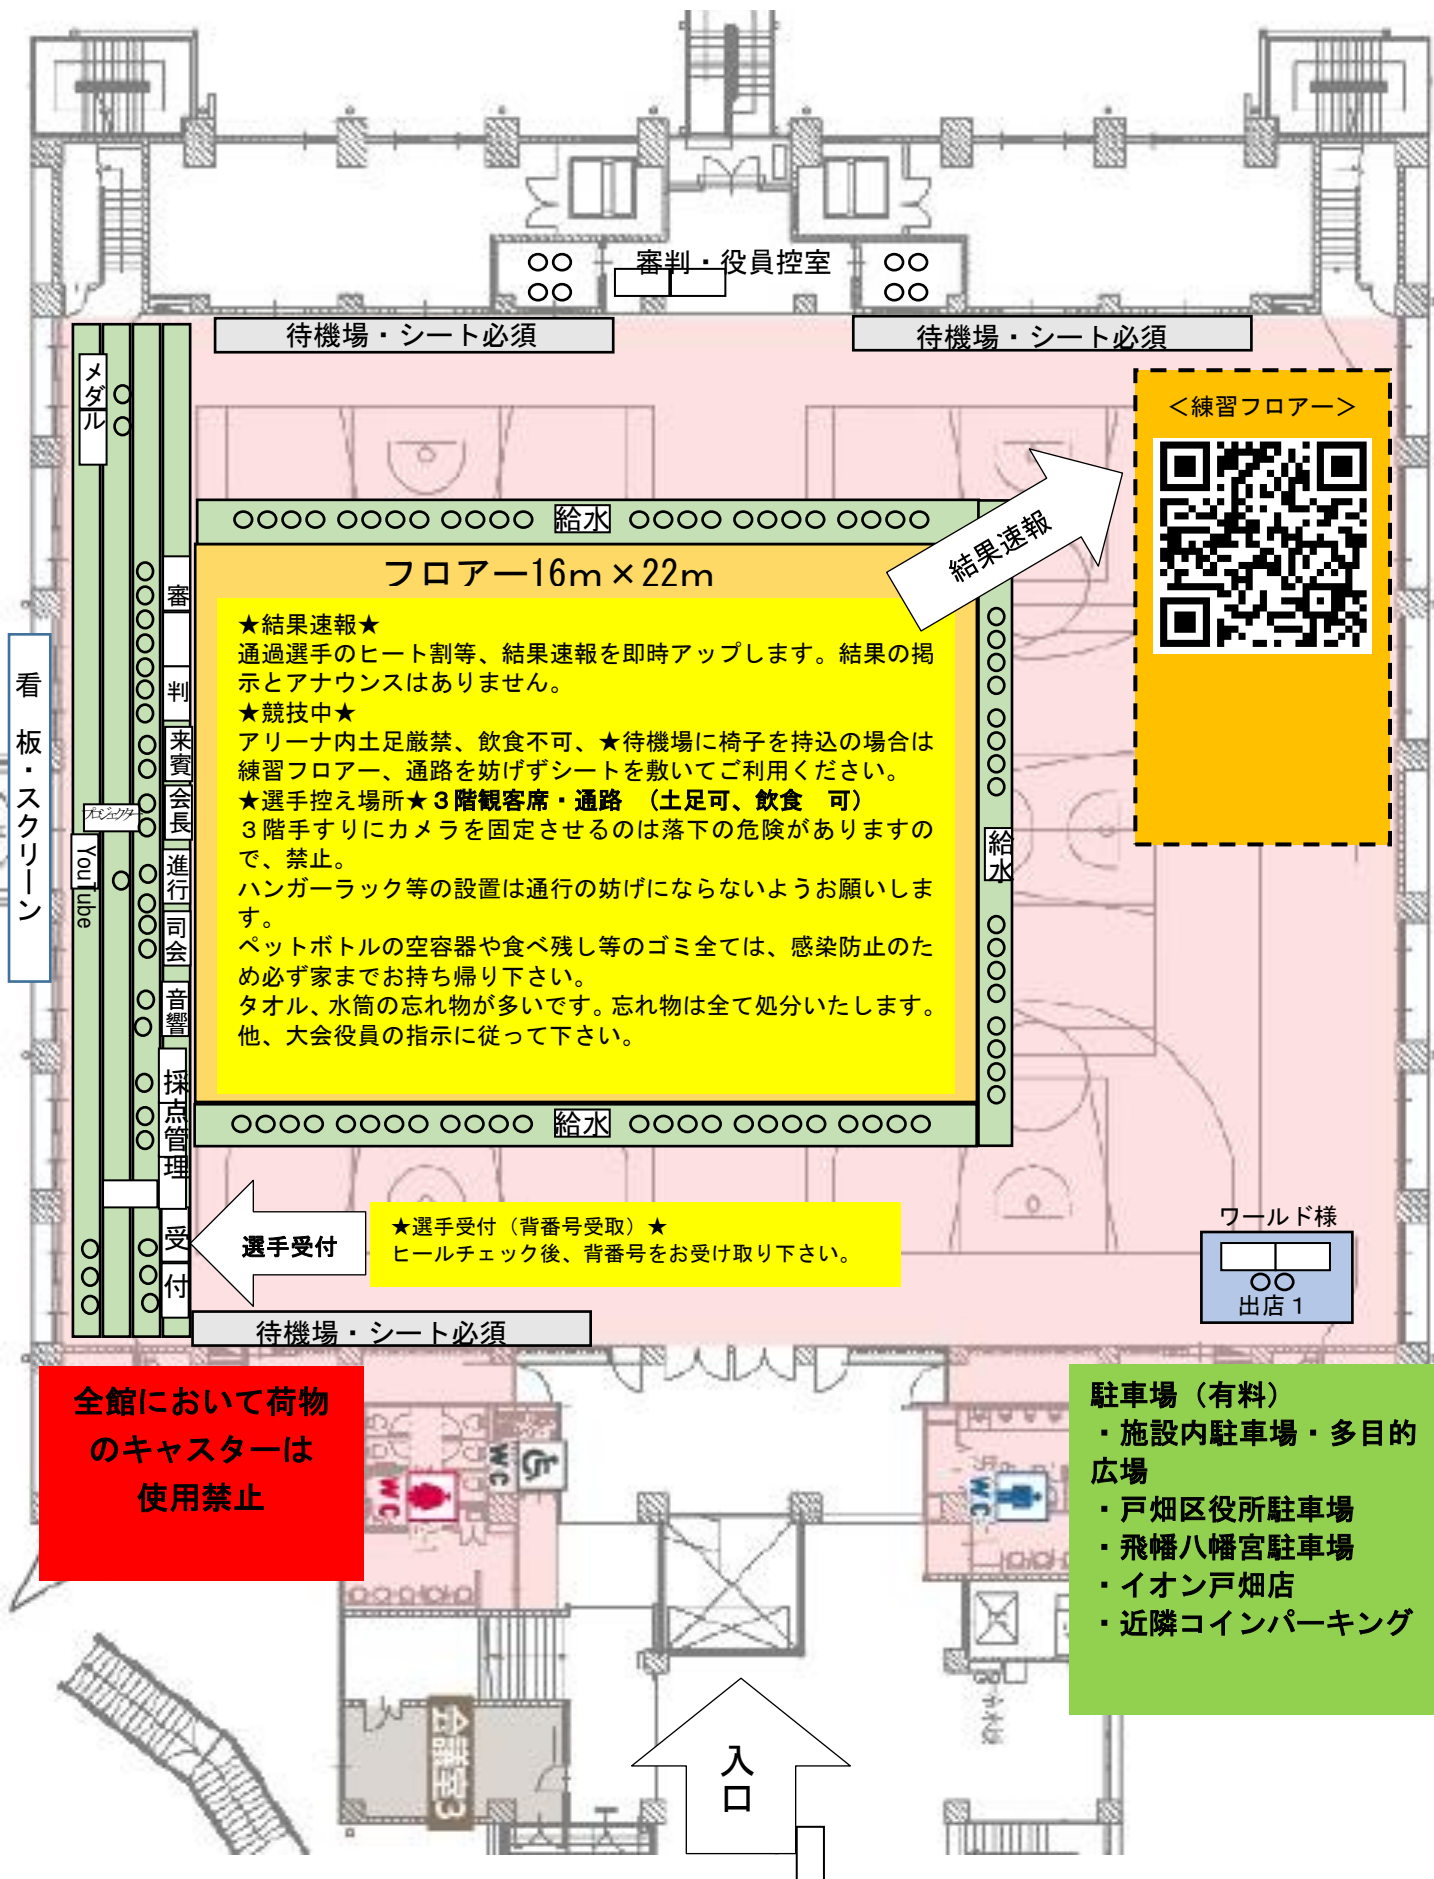 審判・役員控室
待機場・シート必須
待機場・シート必須
メダル
＜練習フロアー＞
給水
結果速報
フロアー16m×22m
★結果速報★
通過選手のヒート割等、結果速報を即時アップします。結果の掲
示とアナウンスはありません。
★競技中★
アリーナ内土足厳禁、飲食不可、★待機場に椅子を持込の場合は
練習フロアー、通路を妨げずシートを敷いてご利用ください。
★選手控え場所★３階観客席・通路　（土足可、飲食　可）
３階手すりにカメラを固定させるのは落下の危険がありますの
で、禁止。
ハンガーラック等の設置は通行の妨げにならないようお願いしま
す。
ペットボトルの空容器や食べ残し等のゴミ全ては、感染防止のた
め必ず家までお持ち帰り下さい。
タオル、水筒の忘れ物が多いです。忘れ物は全て処分いたします。
他、大会役員の指示に従って下さい。
看板・スクリーン
審判
来賓
会長
プロジェクター
YouTube
進行
司会
音響
採点管理
給水
給水
受付
選手受付
★選手受付（背番号受取）★
ヒールチェック後、背番号をお受け取り下さい。
ワールド様
出店１
待機場・シート必須
全館において荷物
のキャスターは
使用禁止
WC
WC
WC
駐車場（有料）
・施設内駐車場・多目的
広場
・戸畑区役所駐車場
・飛幡八幡宮駐車場
・イオン戸畑店
・近隣コインパーキング
会議室3
入口